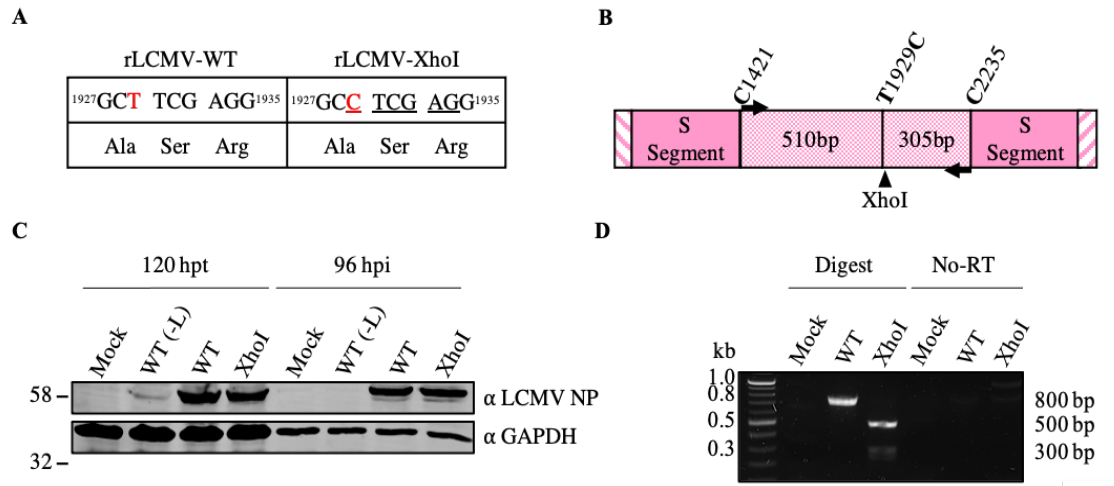 A
rLCMV-WT rLCMV-XhoI
1927GCT TCG AGG1935 1927GCC TCG AGG1935
Ala Ser Arg Ala Ser Arg
B
C1421 T1929C C2235
S Segment 510bp 305bp S Segment
XhoI
C
120 hpt 96 hpi
Mock WT (-L) WT XhoI Mock WT (-L) WT XhoI
58 – α LCMV NP
α GAPDH
32 –
D
Digest No-RT
Mock WT XhoI Mock WT XhoI
kb
1.0
0.8 800 bp
0.5 500 bp
0.3 300 bp